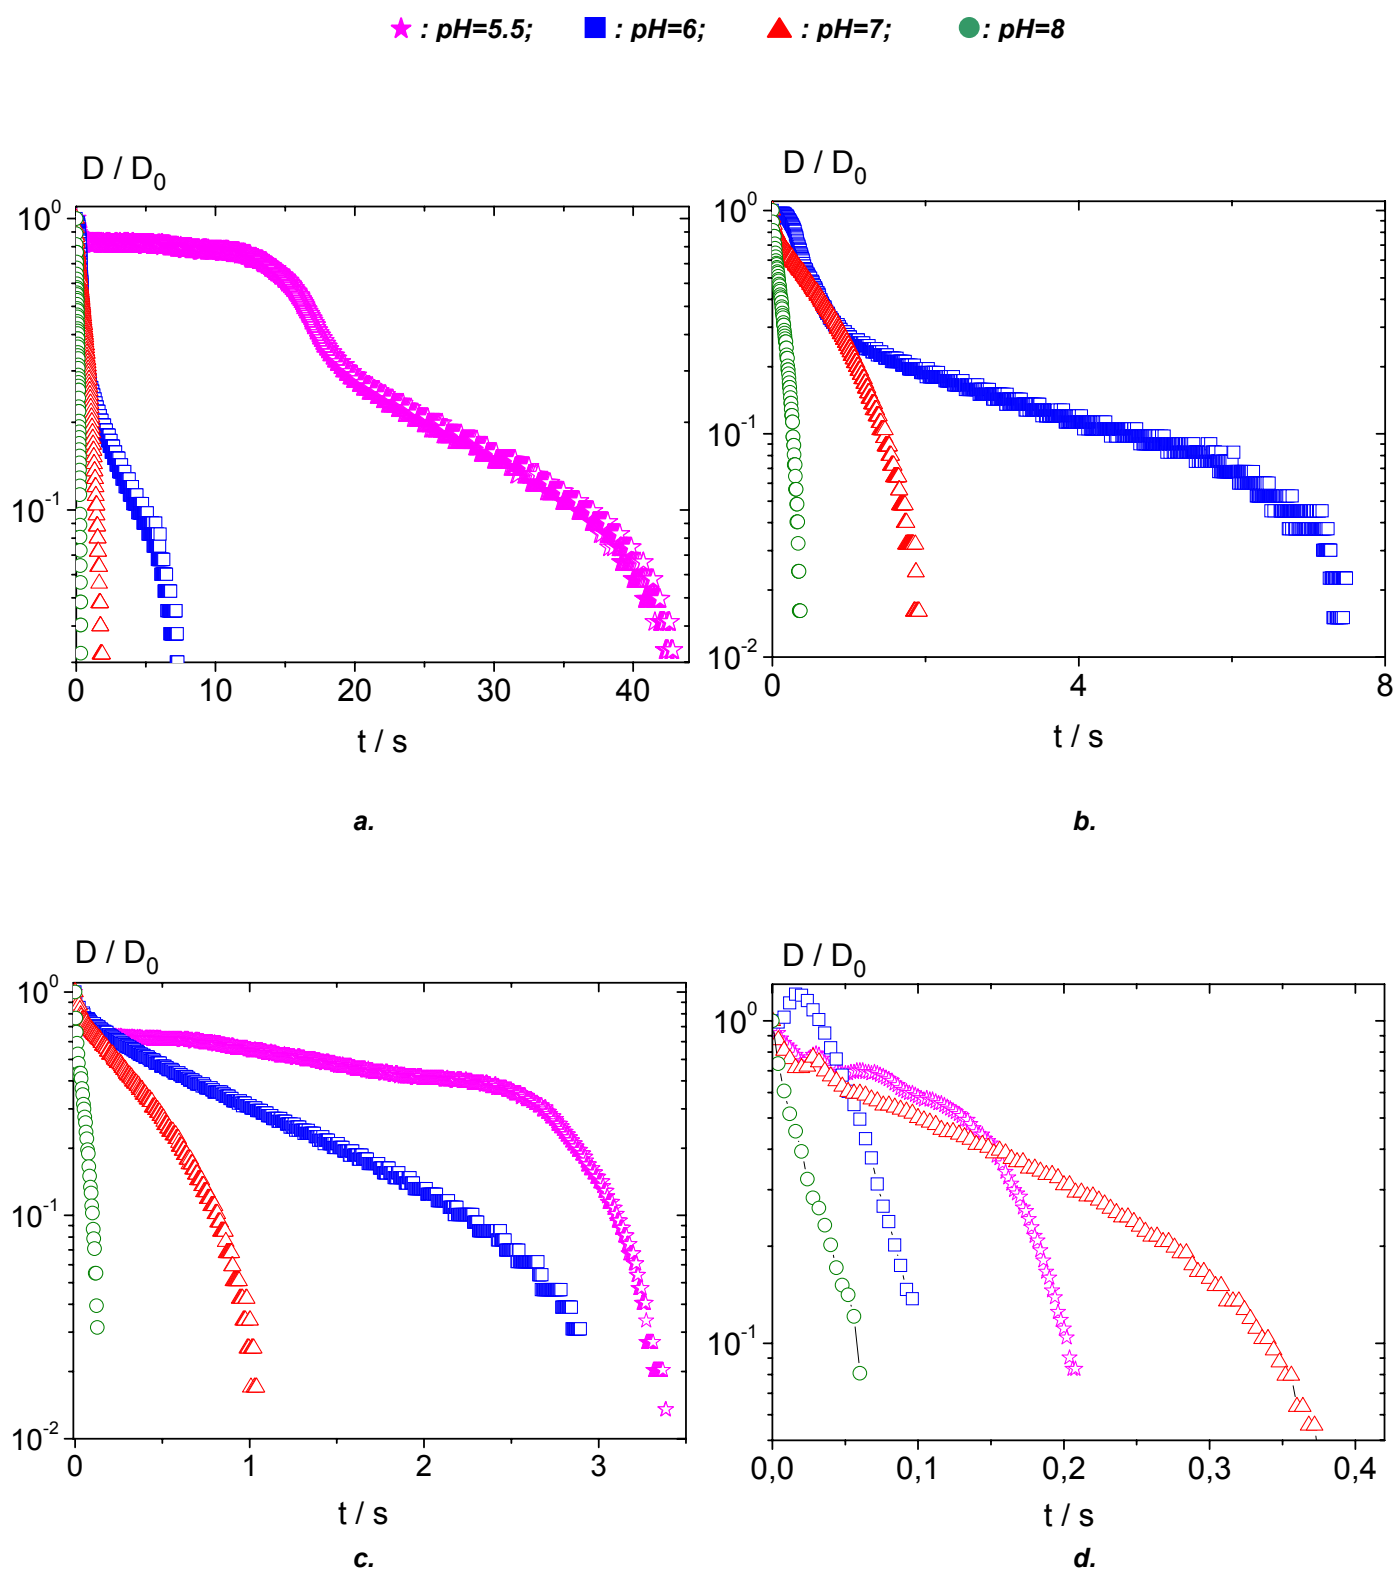 : pH=5.5; : pH=6; : pH=7; : pH=8
D / D0
10^0
10^-1
0 10 20 30 40
t / s
a.
D / D0
10^0
10^-1
10^-2
0 4 8
t / s
b.
D / D0
10^0
10^-1
10^-2
0 1 2 3
t / s
c.
D / D0
10^0
10^-1
0,0 0,1 0,2 0,3 0,4
t / s
d.